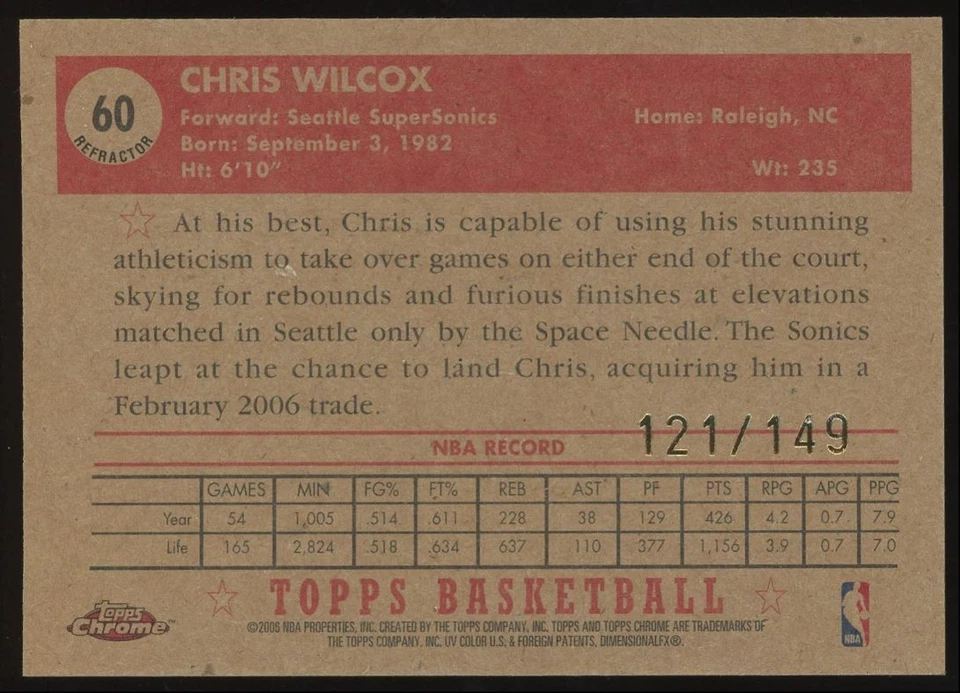 60
REFRACTOR
CHRIS WILCOX
Forward: Seattle SuperSonics Home: Raleigh, NC
Born: September 3, 1982
Ht: 6'10" Wt: 235
At his best, Chris is capable of using his stunning
athleticism to take over games on either end of the court,
skying for rebounds and furious finishes at elevations
matched in Seattle only by the Space Needle. The Sonics
leapt at the chance to land Chris, acquiring him in a
February 2006 trade.
121/149
NBA RECORD
GAMES MIN FG% FT% REB AST PF PTS RPG APG PPG
Year 54 1,005 .514 .611 228 38 129 426 4.2 0.7 7.9
Life 165 2,824 .518 .634 637 110 377 1,156 3.9 0.7 7.0
TOPPS BASKETBALL
topps Chrome™
©2006 NBA PROPERTIES, INC. CREATED BY THE TOPPS COMPANY, INC. TOPPS AND TOPPS CHROME ARE TRADEMARKS OF
THE TOPPS COMPANY, INC. UV COLOR U.S. & FOREIGN PATENTS. DIMENSIONALFX®.
NBA